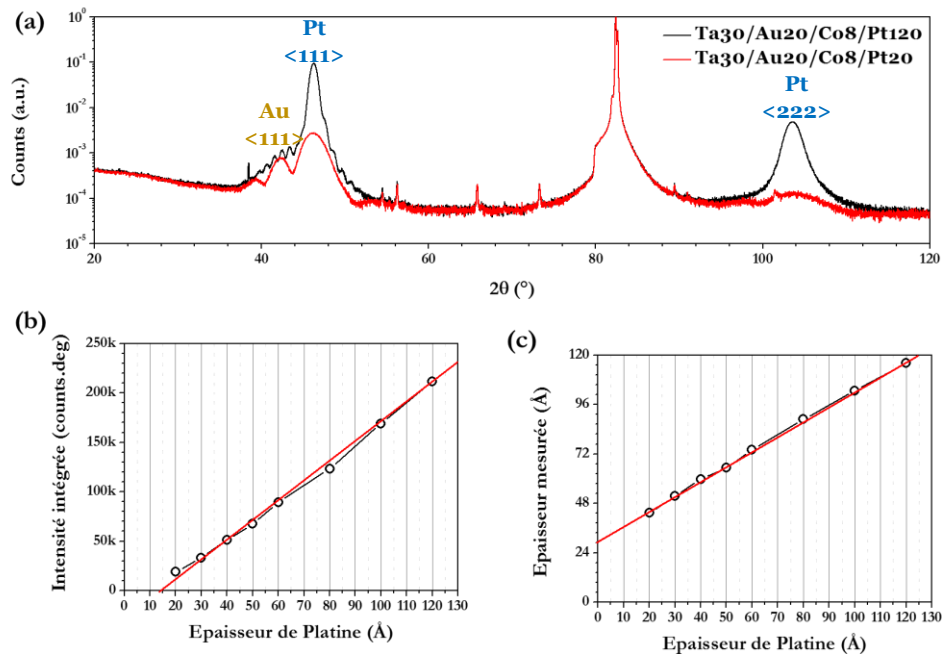 (a)
Pt
<111>
Au
<111>
Pt
<222>
Ta30/Au20/Co8/Pt120
Ta30/Au20/Co8/Pt20
Counts (a.u.)
10^0
10^-1
10^-2
10^-3
10^-4
10^-5
20 40 60 80 100 120
2θ (°)
(b)
Intensité intégrée (counts.deg)
250k
200k
150k
100k
50k
0
0 10 20 30 40 50 60 70 80 90 100 110 120 130
Epaisseur de Platine (Å)
(c)
Epaisseur mesurée (Å)
120
96
72
48
24
0
0 10 20 30 40 50 60 70 80 90 100 110 120 130
Epaisseur de Platine (Å)